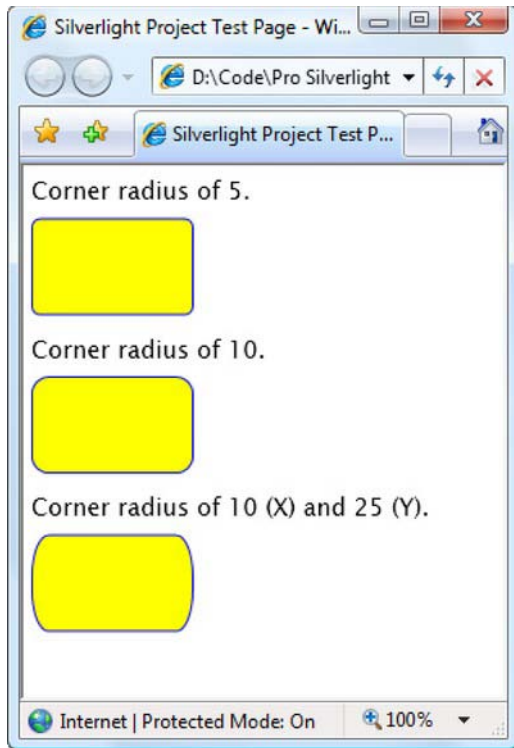 Silverlight Project Test Page - Wi...
D:\Code\Pro Silverlight
Silverlight Project Test P...
Corner radius of 5.
Corner radius of 10.
Corner radius of 10 (X) and 25 (Y).
Internet | Protected Mode: On
100%